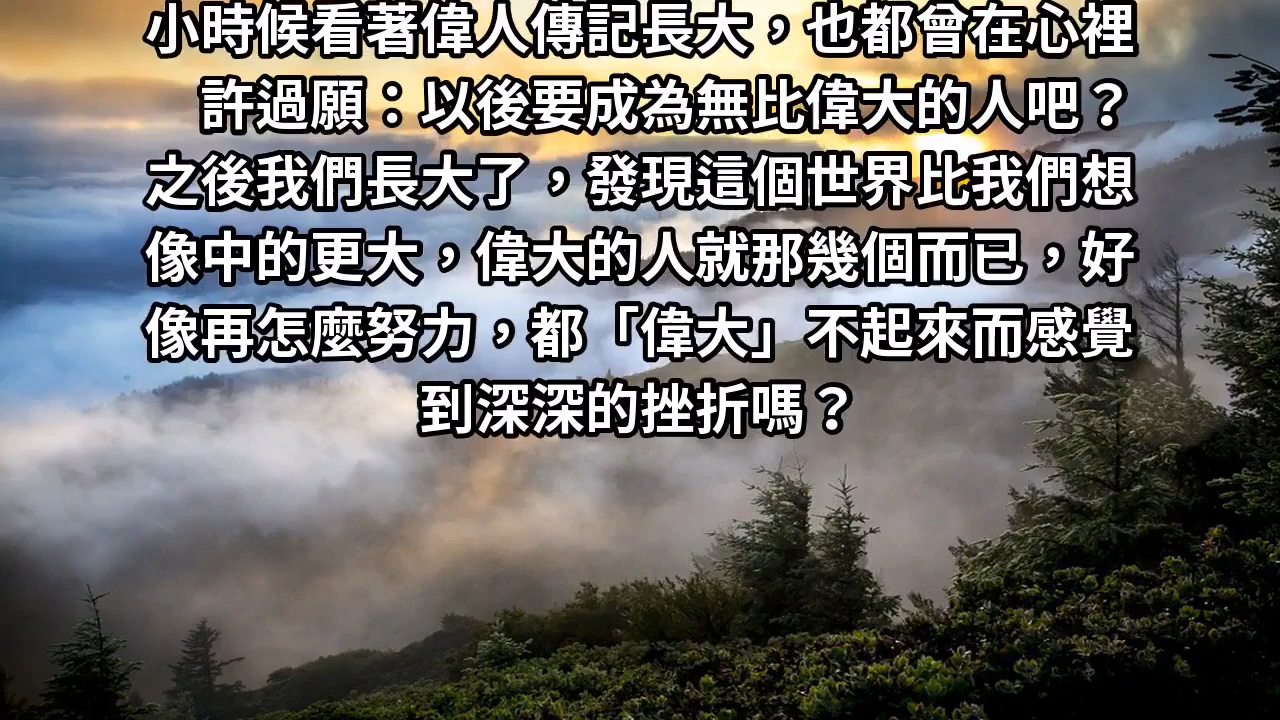 小時候看著偉人傳記長大，也都曾在心裡
許過願：以後要成為無比偉大的人吧？
之後我們長大了，發現這個世界比我們想
像中的更大，偉大的人就那幾個而已，好
像再怎麼努力，都「偉大」不起來而感覺
到深深的挫折嗎？